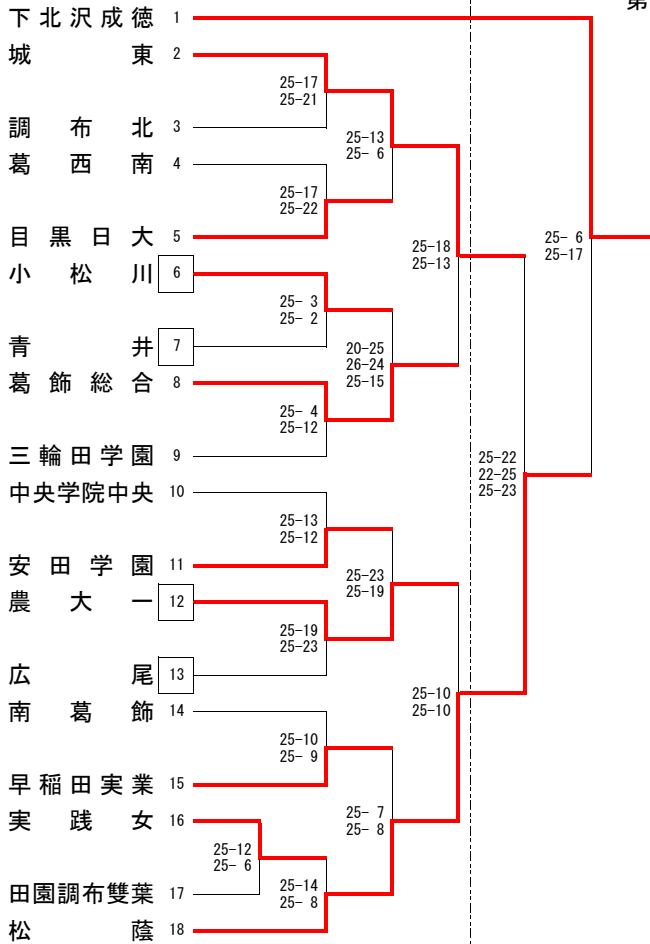 第
下北沢成徳 1
城東 2
25-17
25-21
調布北 3
25-13
25- 6
葛西南 4
25-17
25-22
目黒日大 5
25-18
25-13
25- 6
25-17
小松川 6
25- 3
25- 2
青井 7
20-25
26-24
25-15
葛飾総合 8
25- 4
25-12
三輪田学園 9
25-22
22-25
25-23
中央学院中央 10
25-13
25-12
安田学園 11
25-23
25-19
農大一 12
25-19
25-23
広尾 13
25-10
25-10
南葛飾 14
25-10
25- 9
早稲田実業 15
25- 7
25- 8
実践女 16
25-12
25- 6
田園調布雙葉 17
25-14
25- 8
松蔭 18